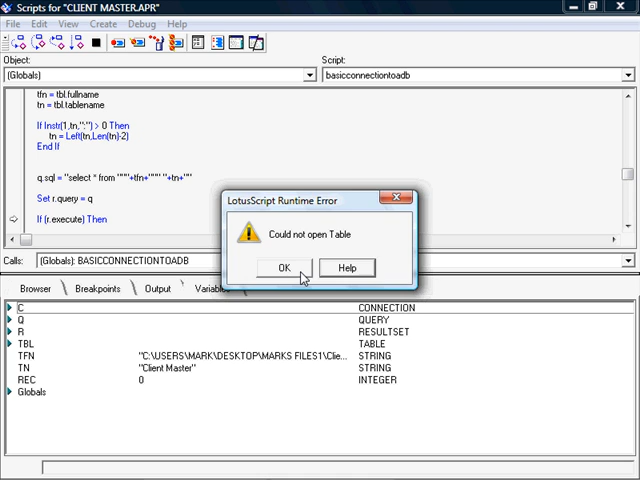 Scripts for "CLIENT MASTER.APR"
File Edit View Create Debug Help
Object: Script:
(Globals) basicconnectiontoadb
tfn = tbl.fullname
tn = tbl.tablename
If Instr(1,tn,":") > 0 Then
tn = Left(tn,Len(tn)-2)
End If
q.sql = "select * from """+tfn+""" "+tn+""
Set r.query = q
If (r.execute) Then
LotusScript Runtime Error
Could not open Table
OK Help
Calls: (Globals): BASICCONNECTIONTOADB
Browser Breakpoints Output Variables
C CONNECTION
Q QUERY
R RESULTSET
TBL TABLE
TFN "C:\USERS\MARK\DESKTOP\MARKS FILES1\Clie... STRING
TN "Client Master" STRING
REC 0 INTEGER
Globals